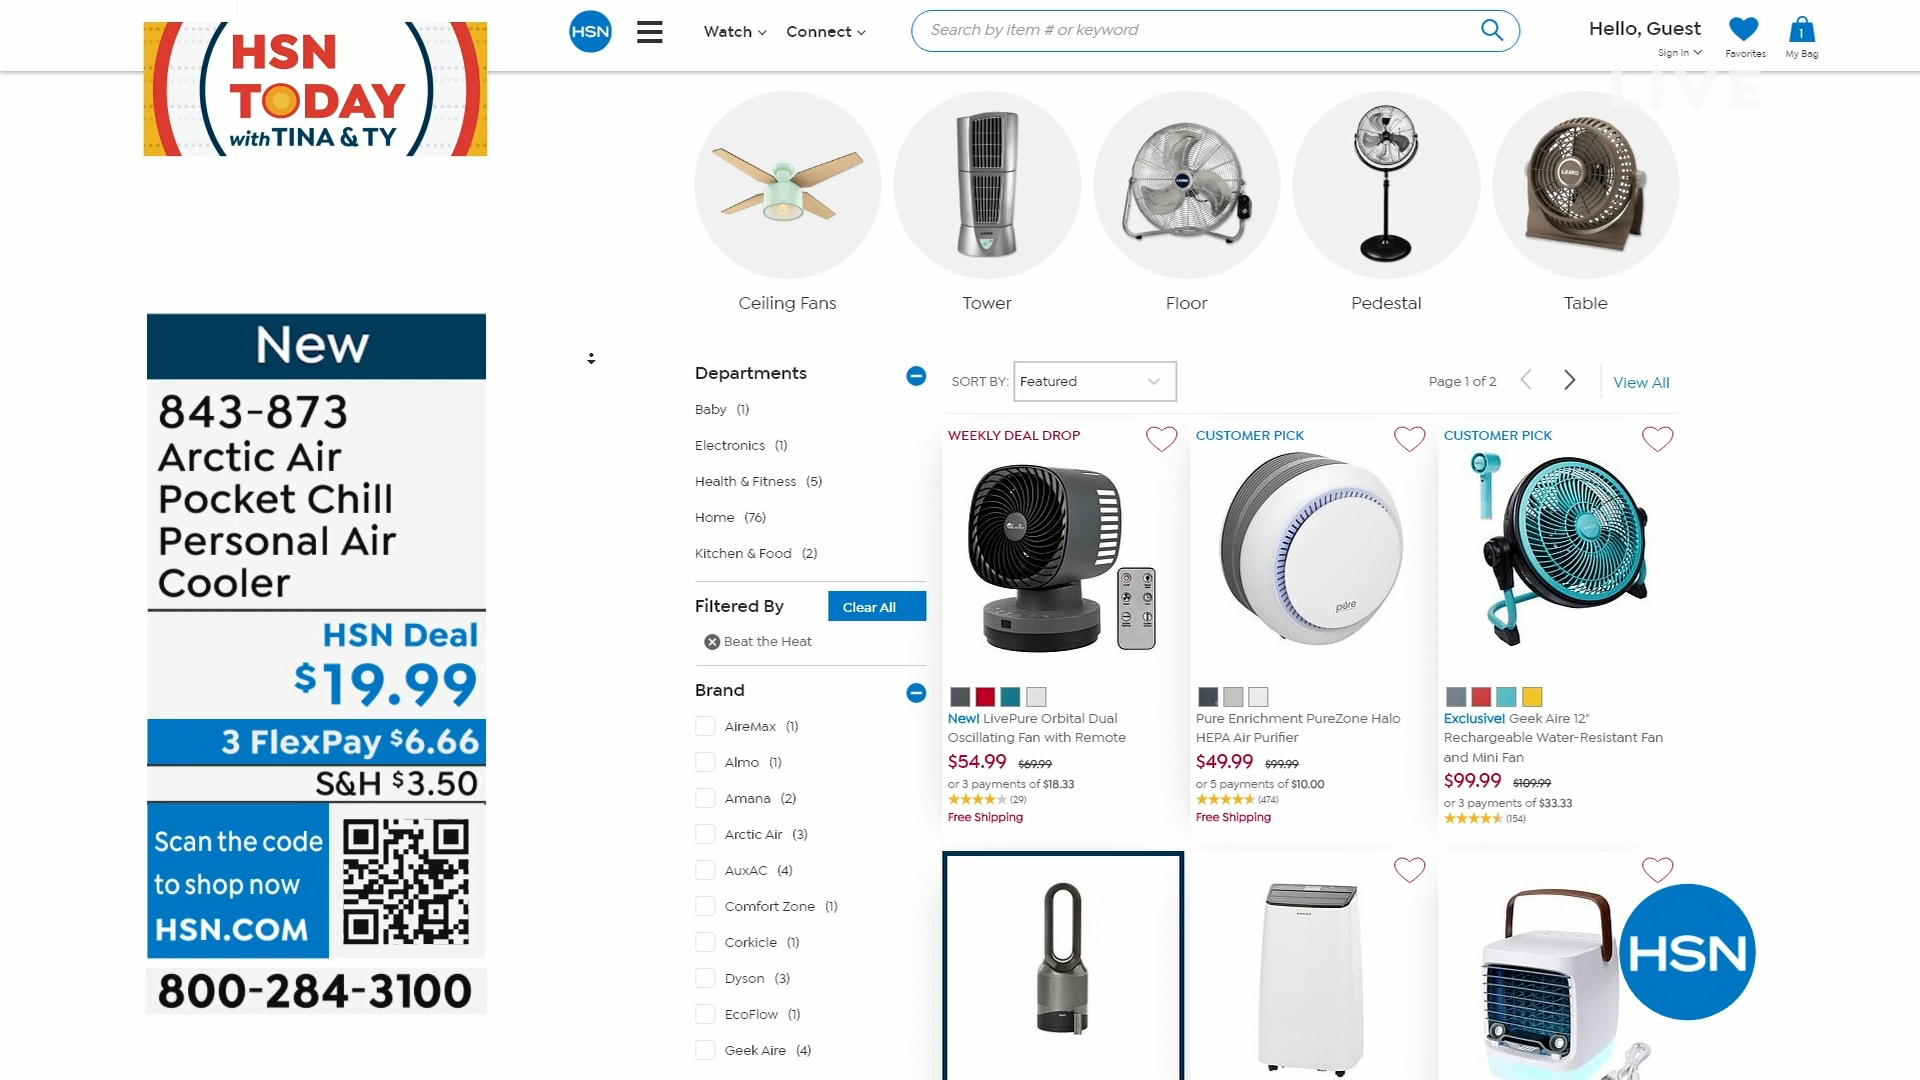 HSN
TODAY
with TINA & TY
New
843-873
Arctic Air
Pocket Chill
Personal Air
Cooler
HSN Deal
$19.99
3 FlexPay $6.66
S&H $3.50
Scan the code
to shop now
HSN.COM
800-284-3100
HSN
Watch
Connect
Search by item # or keyword
Hello, Guest
Sign In
Favorites
1
My Bag
LIVE
LASKO
Ceiling Fans
Tower
Floor
Pedestal
Table
Departments
Baby (1)
Electronics (1)
Health & Fitness (5)
Home (76)
Kitchen & Food (2)
Filtered By
Clear All
Beat the Heat
Brand
AireMax (1)
Almo (1)
Amana (2)
Arctic Air (3)
AuxAC (4)
Comfort Zone (1)
Corkicle (1)
Dyson (3)
EcoFlow (1)
Geek Aire (4)
SORT BY:
Featured
Page 1 of 2
View All
WEEKLY DEAL DROP
New! LivePure Orbital Dual
Oscillating Fan with Remote
$54.99 $69.99
or 3 payments of $18.33
(29)
Free Shipping
CUSTOMER PICK
pure
Pure Enrichment PureZone Halo
HEPA Air Purifier
$49.99 $99.99
or 5 payments of $10.00
(474)
Free Shipping
CUSTOMER PICK
Exclusive! Geek Aire 12"
Rechargeable Water-Resistant Fan
and Mini Fan
$99.99 $109.99
or 3 payments of $33.33
(154)
HSN